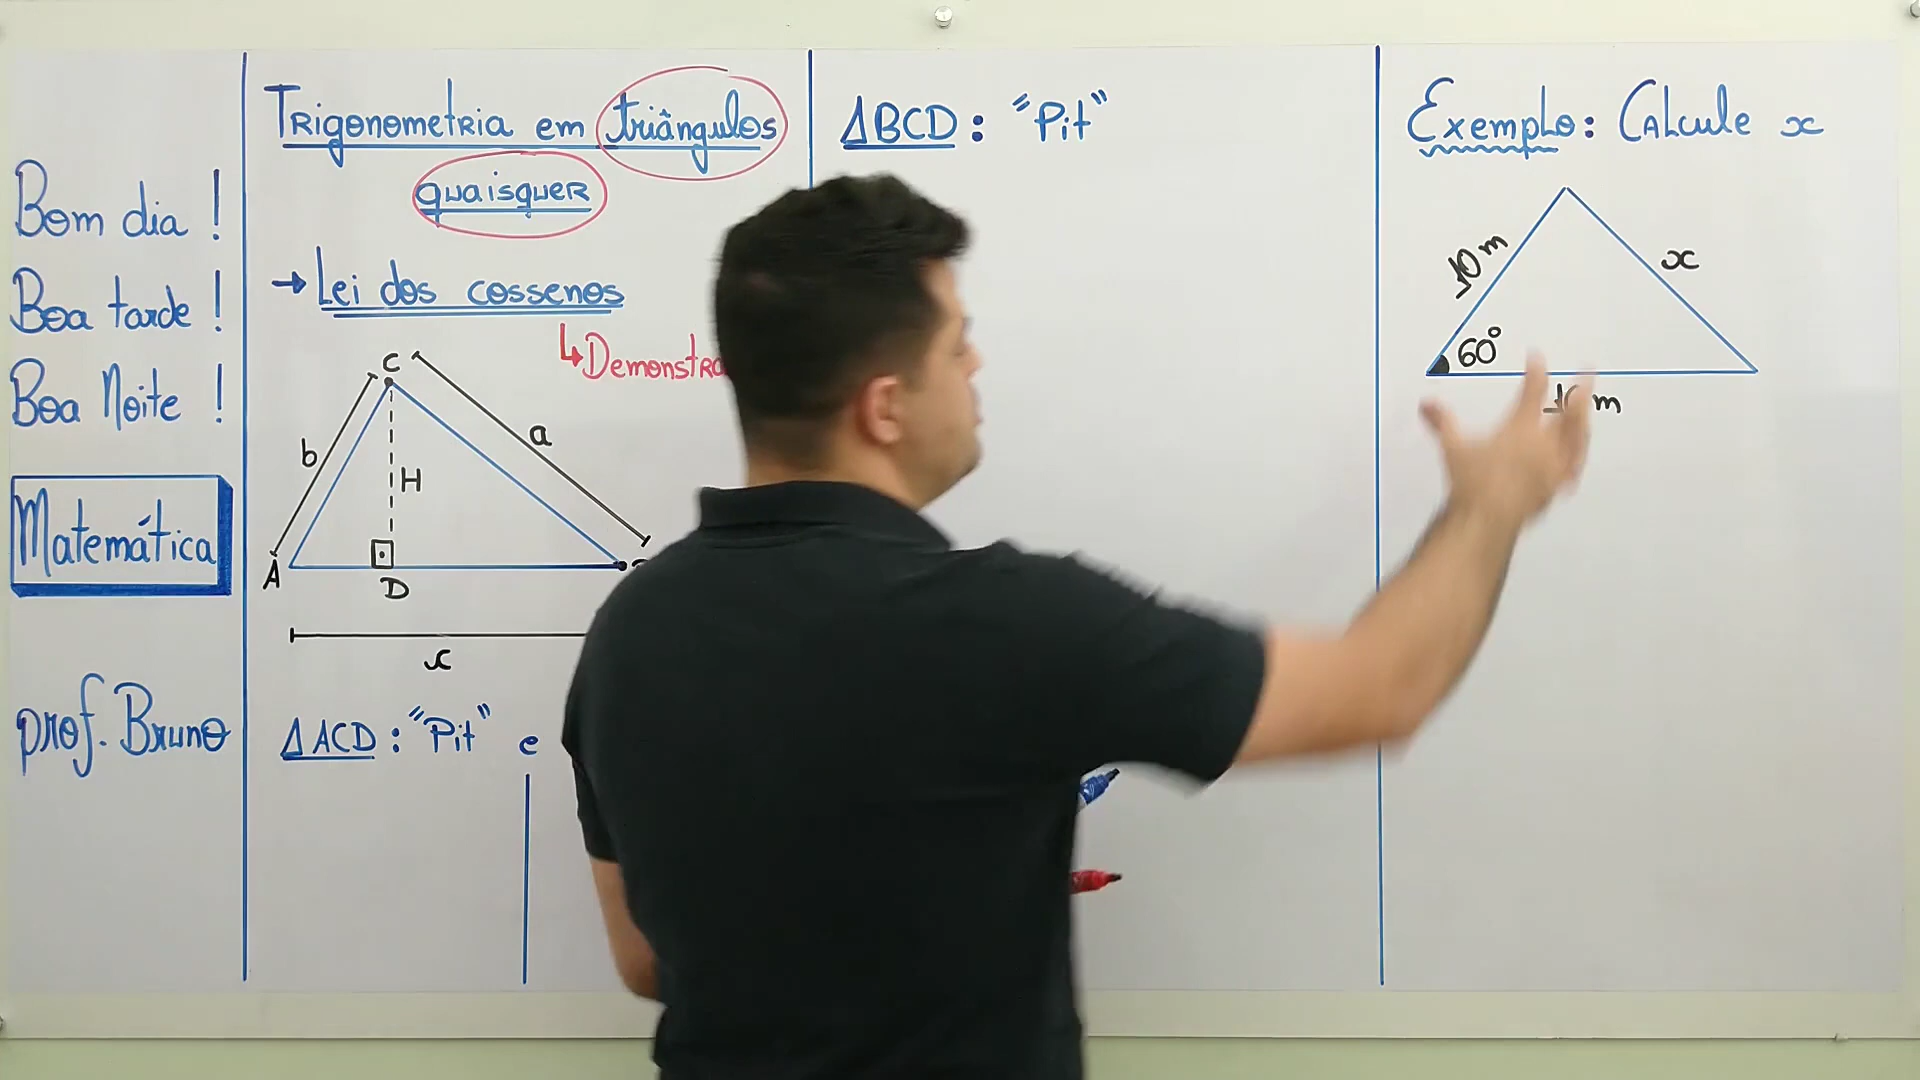 Bom dia !
Boa tarde !
Boa Noite !
Matemática
prof. Bruno
Trigonometria em triângulos
quaisquer
→ Lei dos cossenos
↳
C
b
a
H
A
D
x
ΔACD: "Pit" e
ΔBCD: "Pit"
Exemplo: Calcule x
10 m
x
60°
m